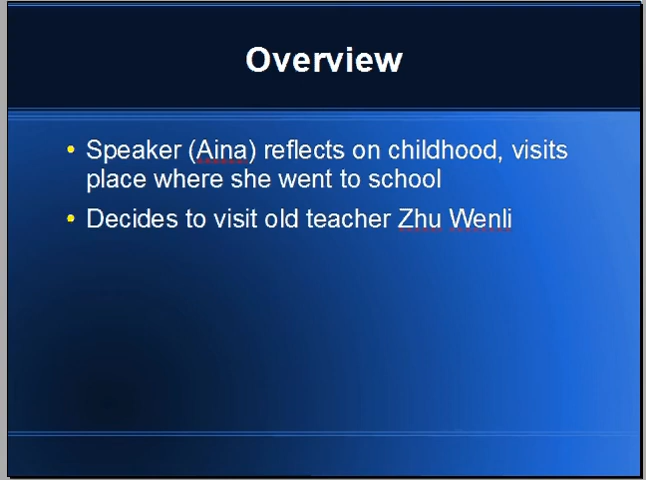 Overview
• Speaker (Aina) reflects on childhood, visits
place where she went to school
• Decides to visit old teacher Zhu Wenli